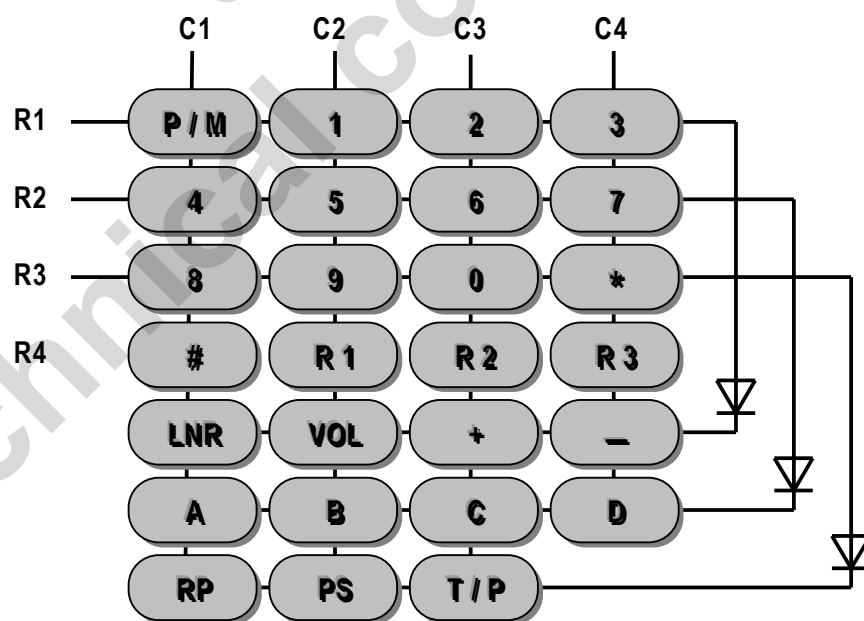 C1 C2 C3 C4
R1 P / M 1 2 3
R2 4 5 6 7
R3 8 9 0 *
R4 # R 1 R 2 R 3
LNR VOL + –
A B C D
RP PS T / P